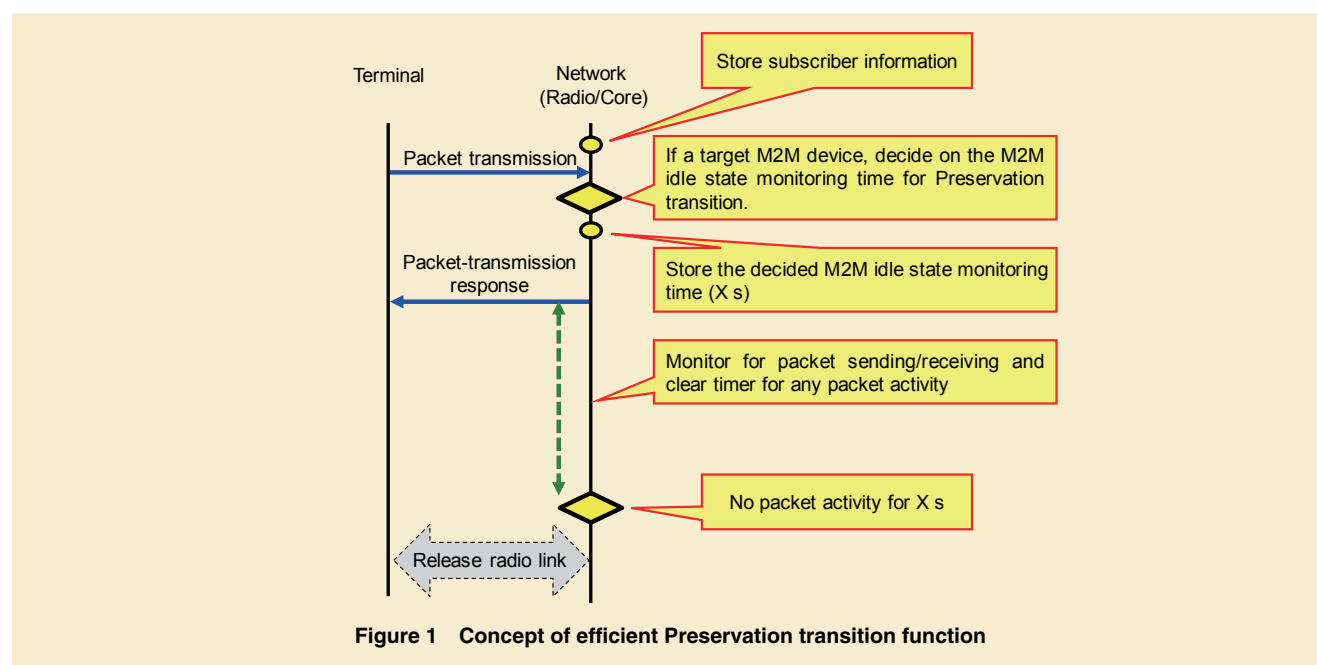 Store subscriber information
Terminal
Network
(Radio/Core)
Packet transmission
If a target M2M device, decide on the M2M
idle state monitoring time for Preservation
transition.
Packet-transmission
response
Store the decided M2M idle state monitoring
time (X s)
Monitor for packet sending/receiving and
clear timer for any packet activity
No packet activity for X s
Release radio link
Figure 1 Concept of efficient Preservation transition function